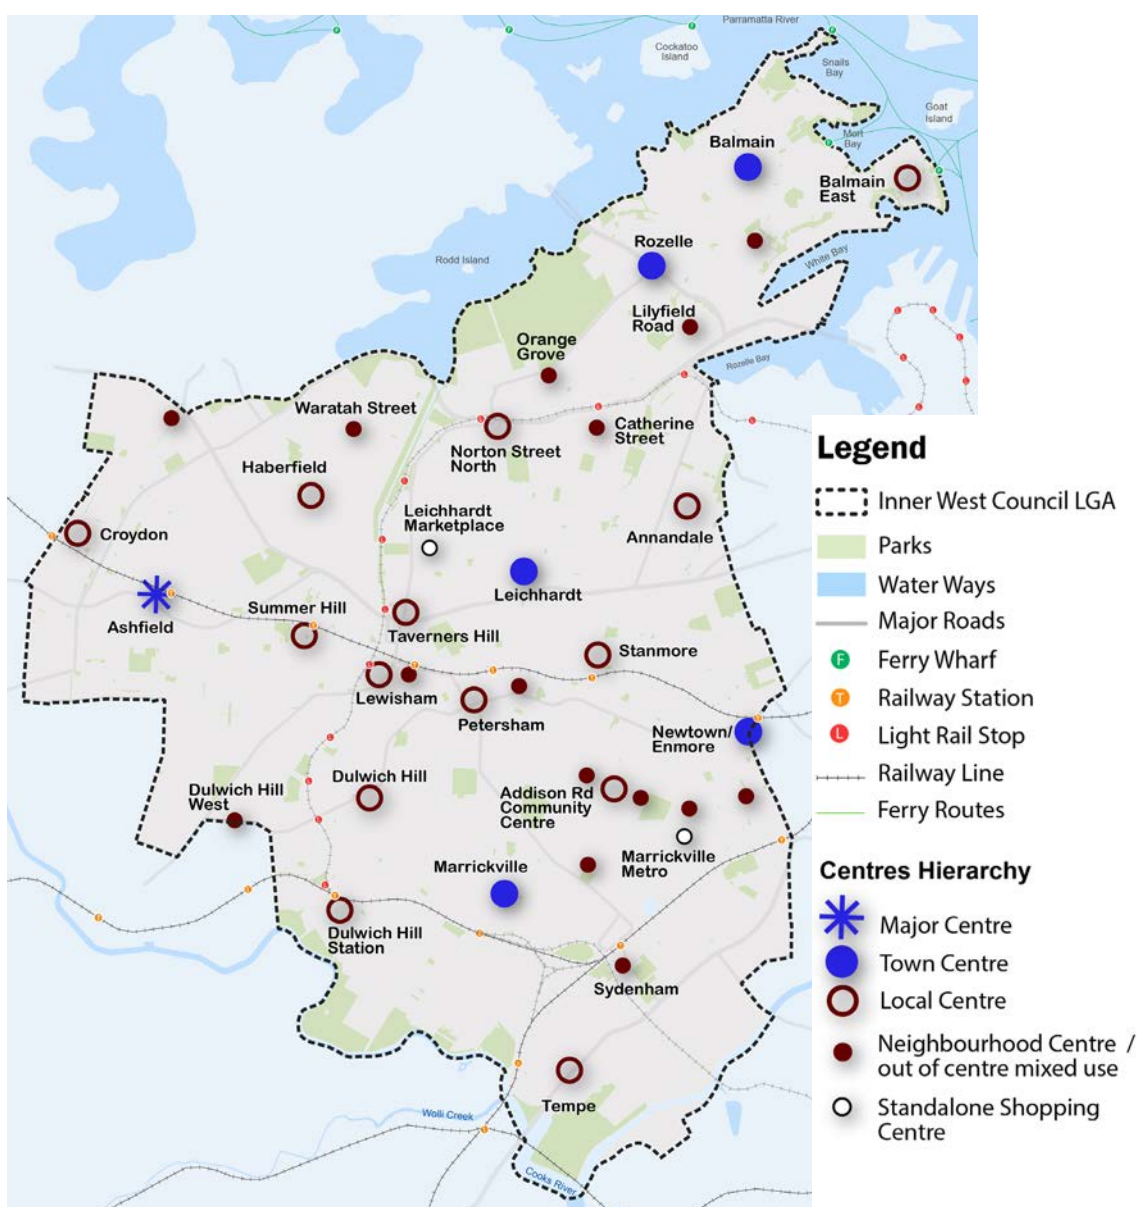 Parramatta River
Cockatoo
Island
Snails
Bay
Goat
Island
Mort
Bay
Balmain
Balmain
East
Rozelle
White Bay
Rodd Island
Lilyfield
Road
Orange
Grove
Rozelle Bay
Waratah Street
Catherine
Street
Norton Street
North
Haberfield
Leichhardt
Marketplace
Annandale
Croydon
Leichhardt
Summer Hill
Ashfield
Taverners Hill
Stanmore
Lewisham
Petersham
Newtown/
Enmore
Dulwich Hill
Dulwich Hill
West
Addison Rd
Community
Centre
Marrickville
Metro
Marrickville
Dulwich Hill
Station
Sydenham
Tempe
Wolli Creek
Cooks River
Legend
Inner West Council LGA
Parks
Water Ways
Major Roads
F Ferry Wharf
T Railway Station
L Light Rail Stop
Railway Line
Ferry Routes
Centres Hierarchy
Major Centre
Town Centre
Local Centre
Neighbourhood Centre /
out of centre mixed use
Standalone Shopping
Centre